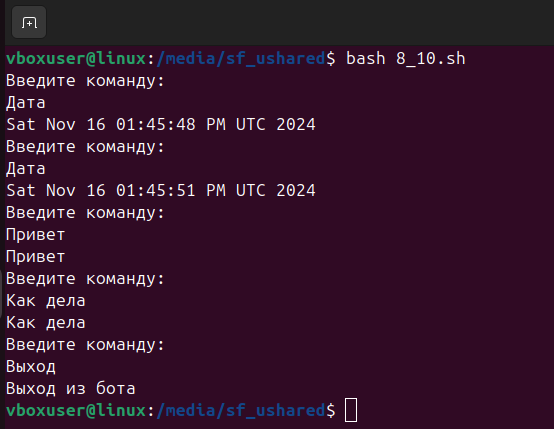 vboxuser@linux:/media/sf_ushared$ bash 8_10.sh
Введите команду:
Дата
Sat Nov 16 01:45:48 PM UTC 2024
Введите команду:
Дата
Sat Nov 16 01:45:51 PM UTC 2024
Введите команду:
Привет
Привет
Введите команду:
Как дела
Как дела
Введите команду:
Выход
Выход из бота
vboxuser@linux:/media/sf_ushared$